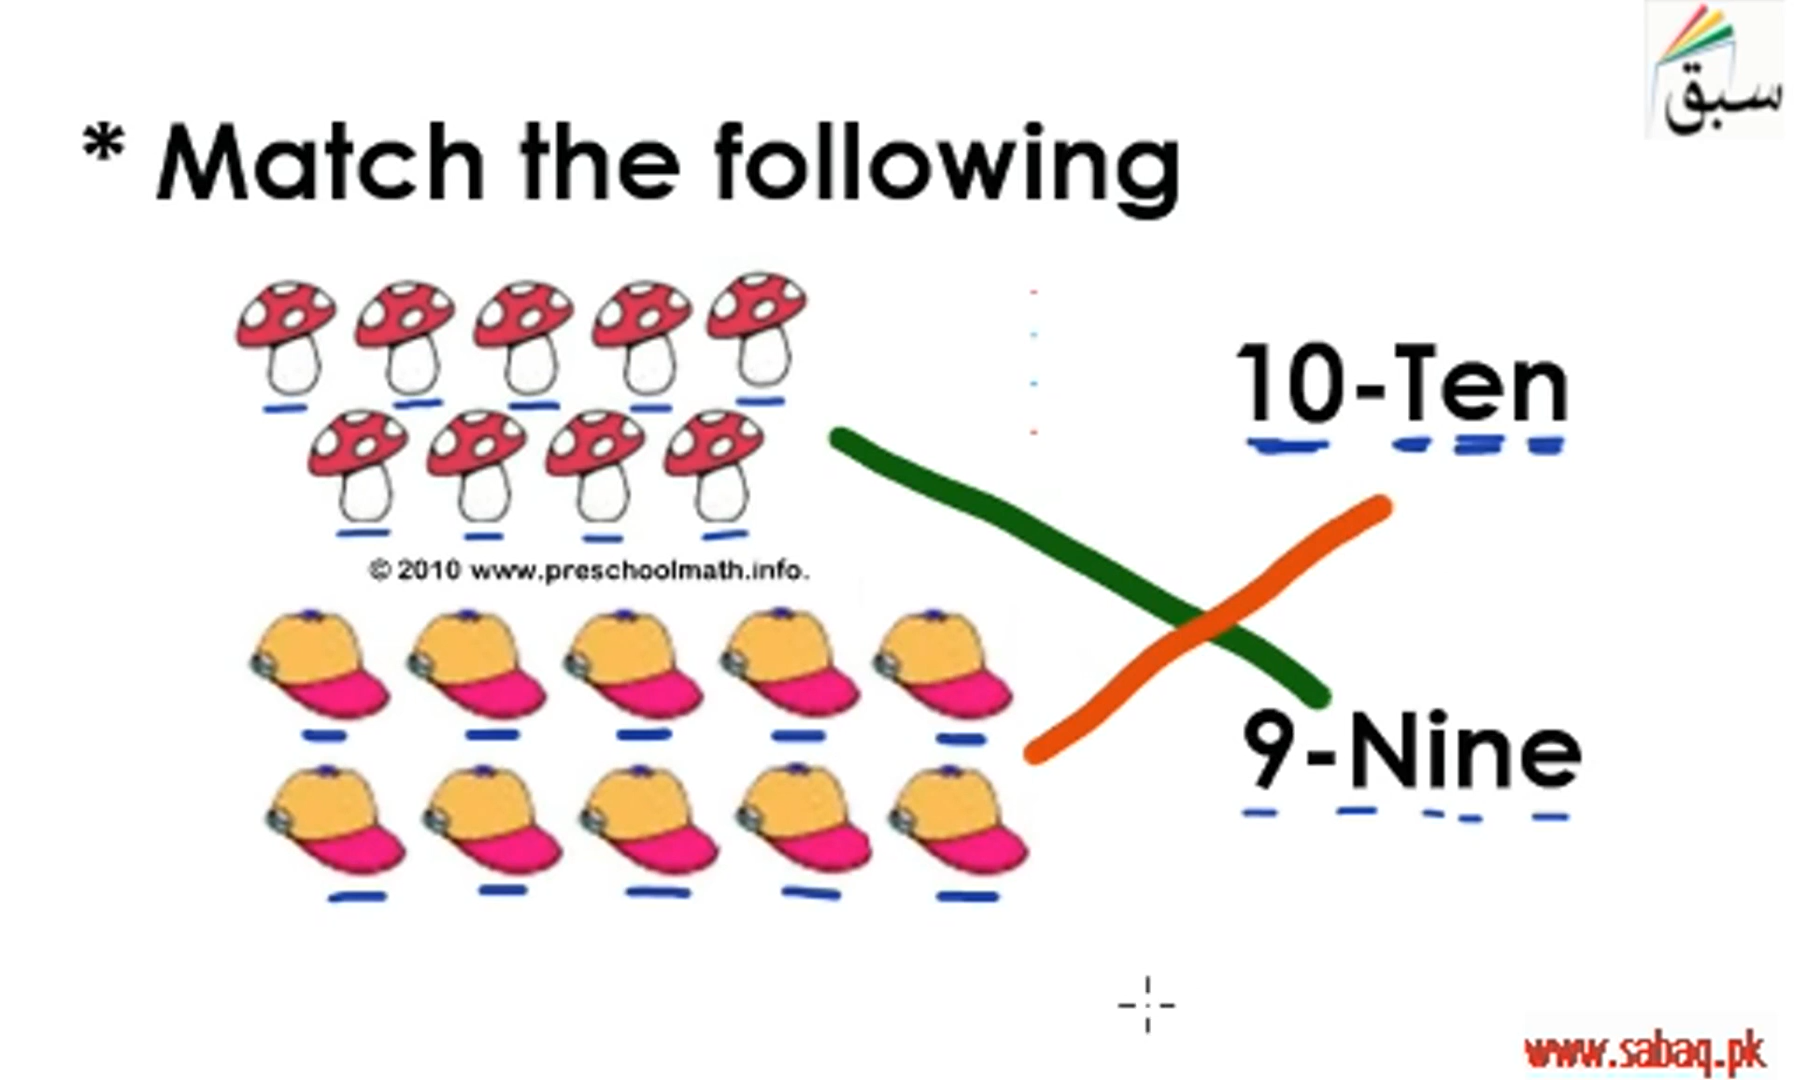 سبق
* Match the following
10-Ten
© 2010 www.preschoolmath.info.
9-Nine
www.sabaq.pk